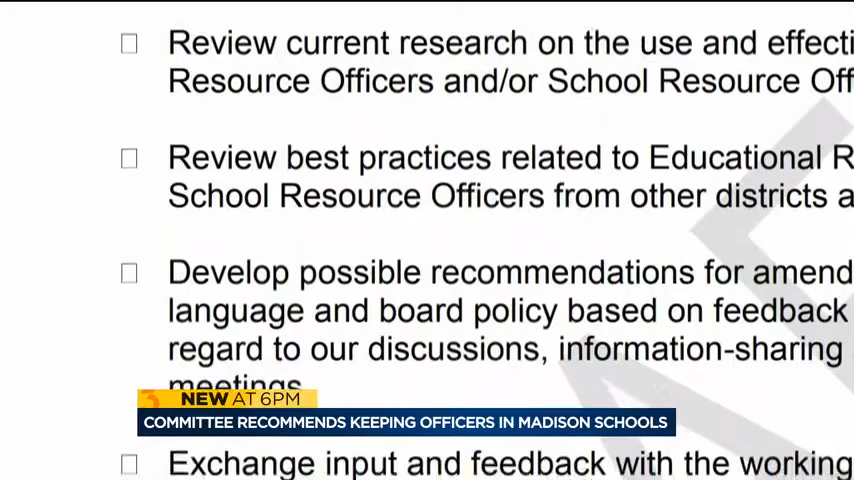 Review current research on the use and effecti
Resource Officers and/or School Resource Off
Review best practices related to Educational R
School Resource Officers from other districts a
Develop possible recommendations for amend
language and board policy based on feedback
regard to our discussions, information-sharing
meetings
3 NEW AT 6PM
COMMITTEE RECOMMENDS KEEPING OFFICERS IN MADISON SCHOOLS
Exchange input and feedback with the working